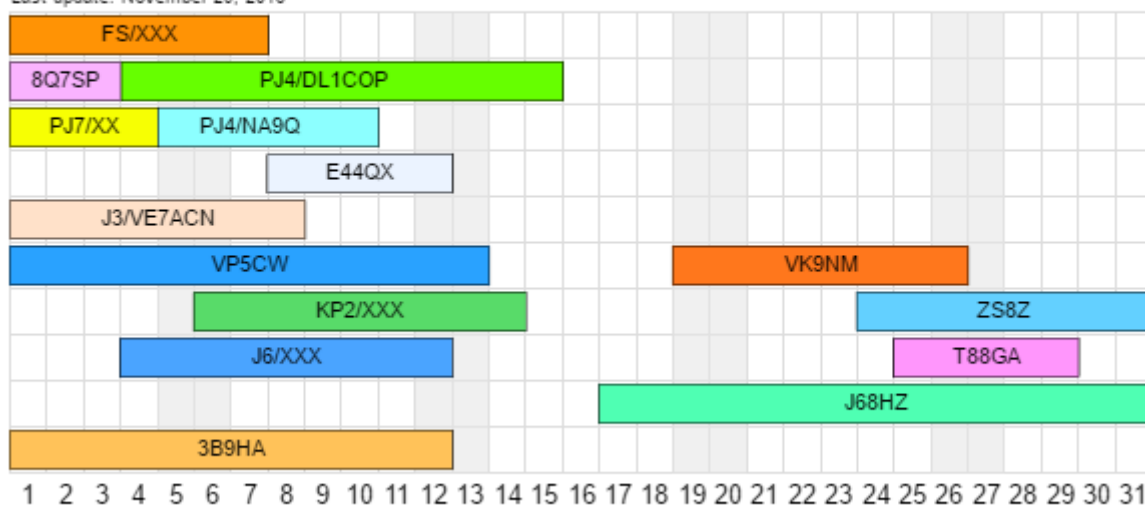 FS/XXX
8Q7SP PJ4/DL1COP
PJ7/XX PJ4/NA9Q
E44QX
J3/VE7ACN
VP5CW VK9NM
KP2/XXX ZS8Z
J6/XXX T88GA
J68HZ
3B9HA
1 2 3 4 5 6 7 8 9 10 11 12 13 14 15 16 17 18 19 20 21 22 23 24 25 26 27 28 29 30 31